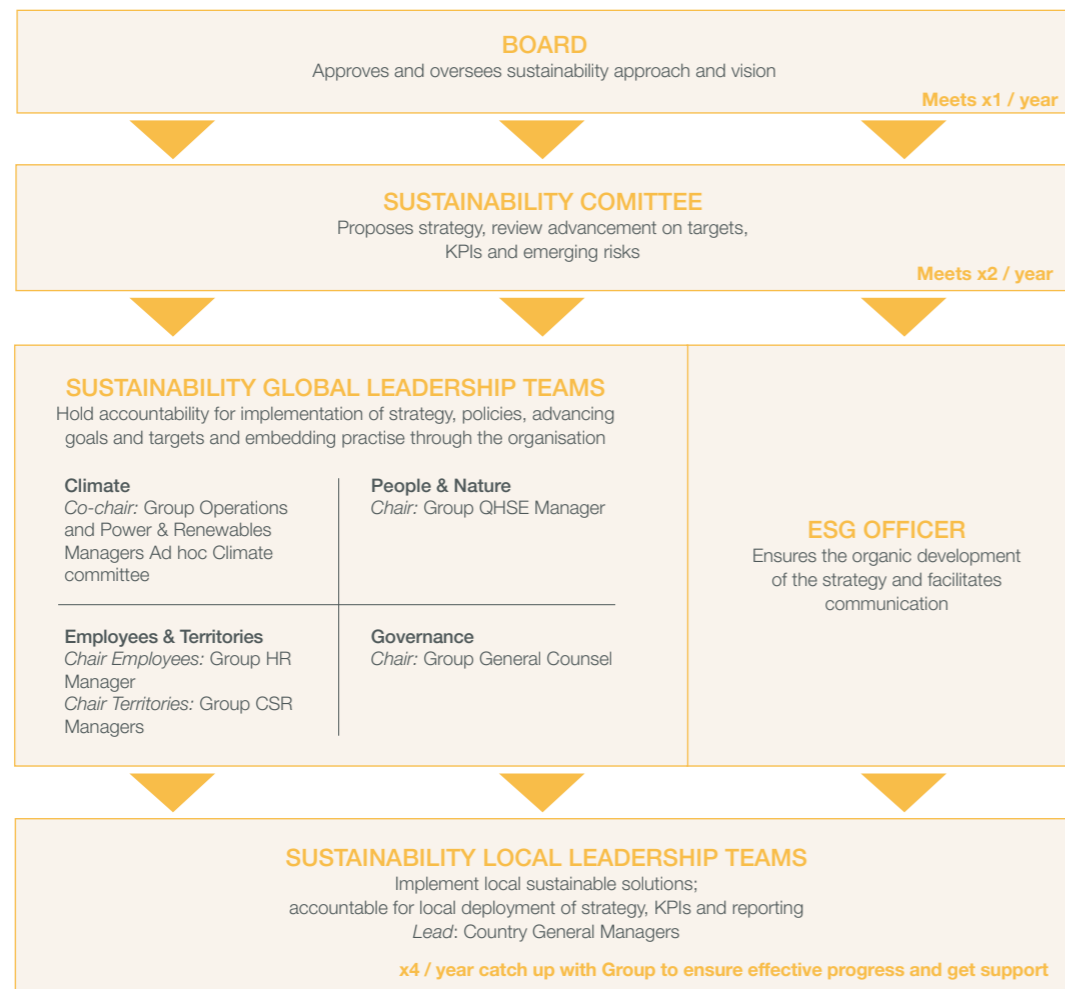 BOARD
Approves and oversees sustainability approach and vision
Meets x1 / year
SUSTAINABILITY COMITTEE
Proposes strategy, review advancement on targets,
KPIs and emerging risks
Meets x2 / year
SUSTAINABILITY GLOBAL LEADERSHIP TEAMS
Hold accountability for implementation of strategy, policies, advancing
goals and targets and embedding practise through the organisation
Climate
Co-chair: Group Operations
and Power & Renewables
Managers Ad hoc Climate
committee
People & Nature
Chair: Group QHSE Manager
Employees & Territories
Chair Employees: Group HR
Manager
Chair Territories: Group CSR
Managers
Governance
Chair: Group General Counsel
ESG OFFICER
Ensures the organic development
of the strategy and facilitates
communication
SUSTAINABILITY LOCAL LEADERSHIP TEAMS
Implement local sustainable solutions;
accountable for local deployment of strategy, KPIs and reporting
Lead: Country General Managers
x4 / year catch up with Group to ensure effective progress and get support